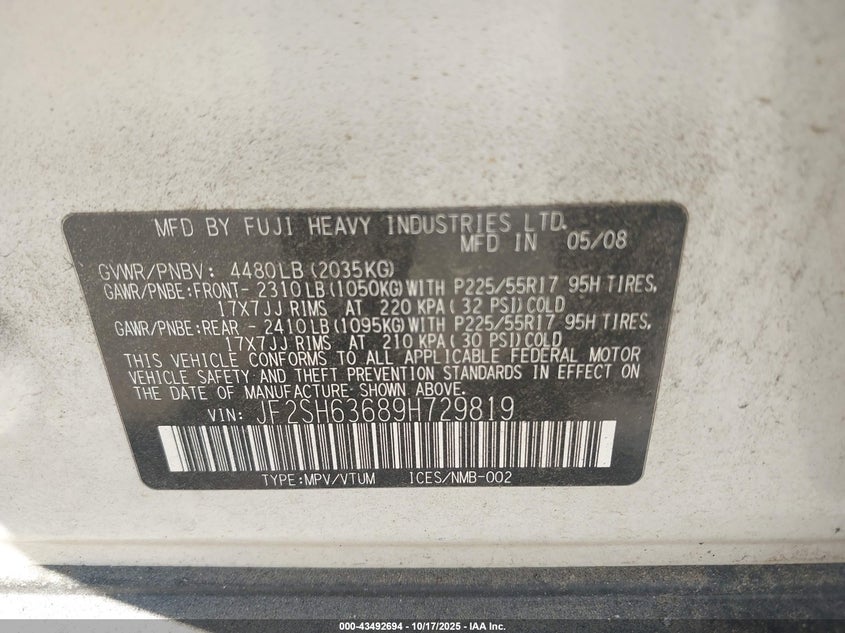 MFD BY FUJI HEAVY INDUSTRIES LTD.
MFD IN 05/08
GVWR/PNBV: 4480LB (2035KG)
GAWR/PNBE:FRONT- 2310LB (1050KG) WITH P225/55R17 95H TIRES,
17X7JJ RIMS AT 220 KPA( 32 PSI)COLD
GAWR/PNBE:REAR - 2410LB (1095KG) WITH P225/55R17 95H TIRES,
17X7JJ RIMS AT 210 KPA( 30 PSI)COLD
THIS VEHICLE CONFORMS TO ALL APPLICABLE FEDERAL MOTOR
VEHICLE SAFETY AND THEFT PREVENTION STANDARDS IN EFFECT ON
THE DATE OF MANUFACTURE SHOWN ABOVE.
VIN: JF2SH63689H729819
TYPE:MPV/VTUM ICES/NMB-002
000-43492694 - 10/17/2025 - IAA Inc.